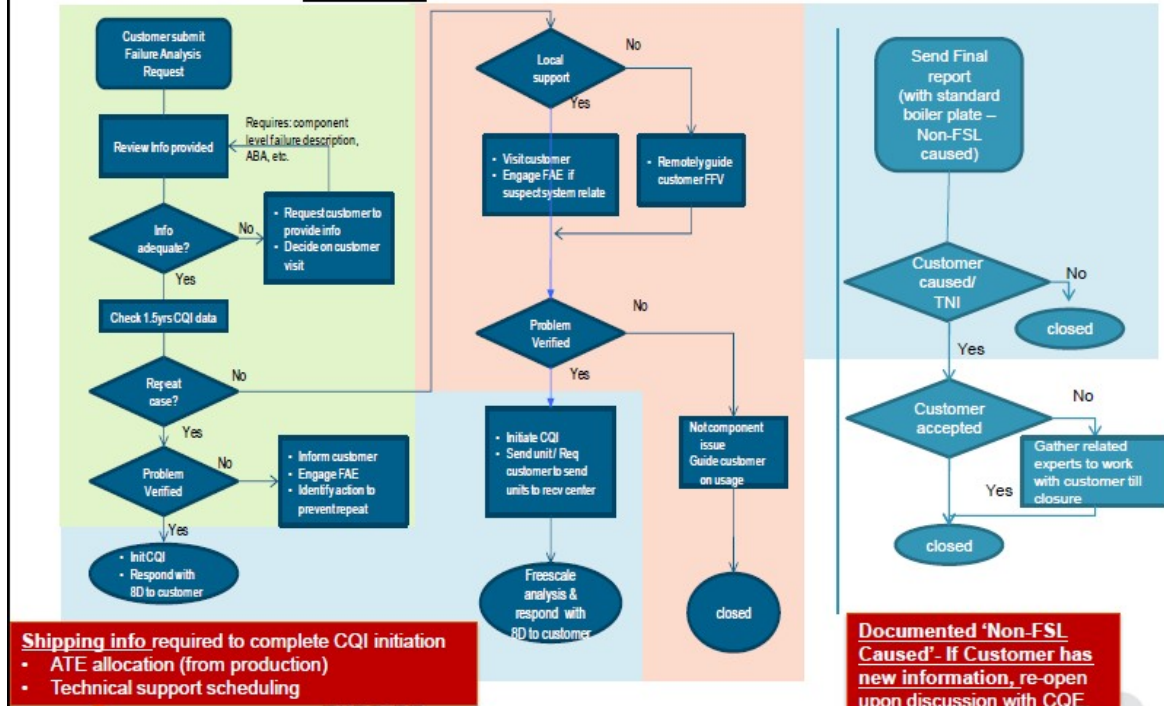 Customer submit
Failure Analysis
Request
Review Info provided
Requires: component
level failure description,
ABA, etc.
Info
adequate?
No
• Request customer to
provide info
• Decide on customer
visit
Yes
Check 1.5yrs CQI data
Repeat
case?
No
Yes
Problem
Verified
No
• Inform customer
• Engage FAE
• Identify action to
prevent repeat
Yes
• Init CQI
• Respond with
8D to customer
Local
support
No
Yes
• Visit customer
• Engage FAE if
suspect system relate
• Remotely guide
customer FFV
Problem
Verified
No
Yes
• Initiate CQI
• Send unit/ Req
customer to send
units to recv center
Not component
issue
Guide customer
on usage
Freescale
analysis &
respond with
8D to customer
closed
Send Final
report
(with standard
boiler plate –
Non-FSL
caused)
Customer
caused/
TNI
No
closed
Yes
Customer
accepted
No
Gather related
experts to work
with customer till
closure
Yes
closed
Shipping info required to complete CQI initiation
• ATE allocation (from production)
• Technical support scheduling
Documented ‘Non-FSL
Caused’- If Customer has
new information, re-open
upon discussion with CQE